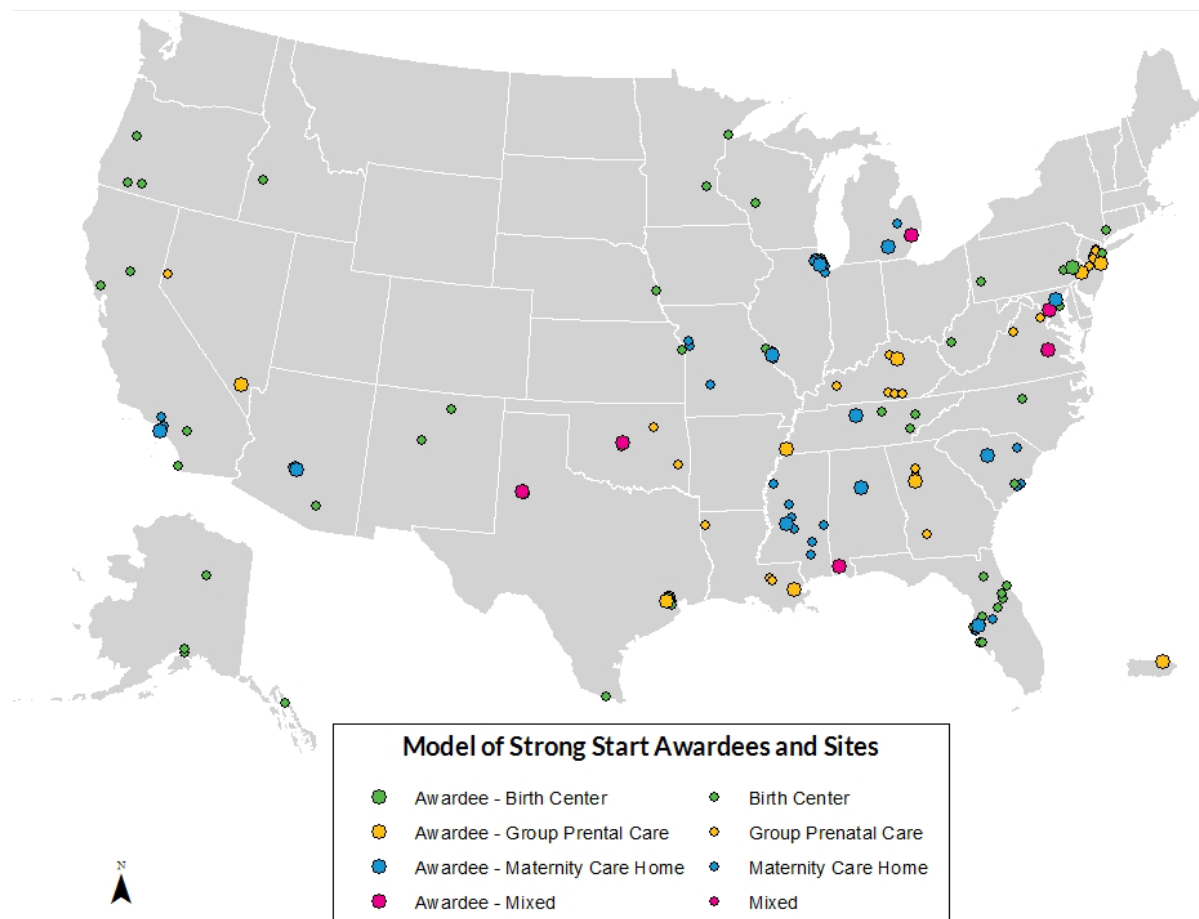 Model of Strong Start Awardees and Sites
Awardee - Birth Center Birth Center
Awardee - Group Prental Care Group Prenatal Care
Awardee - Maternity Care Home Maternity Care Home
Awardee - Mixed Mixed
N